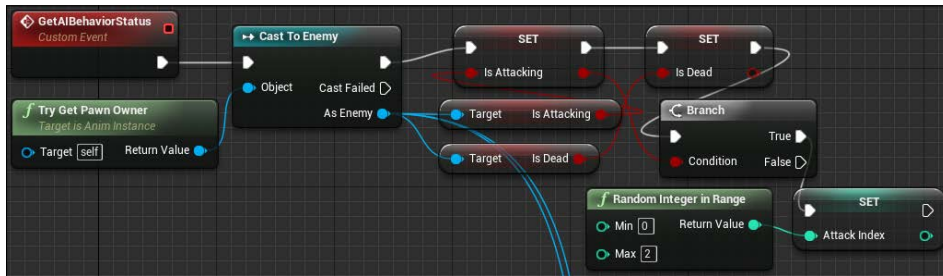 GetAIBehaviorStatus
Custom Event
Cast To Enemy
Object
Cast Failed
As Enemy
f Try Get Pawn Owner
Target is Anim Instance
Target self Return Value
SET
Is Attacking
SET
Is Dead
Target Is Attacking
Target Is Dead
Branch
True
Condition False
f Random Integer in Range
Min 0 Return Value
Max 2
SET
Attack Index